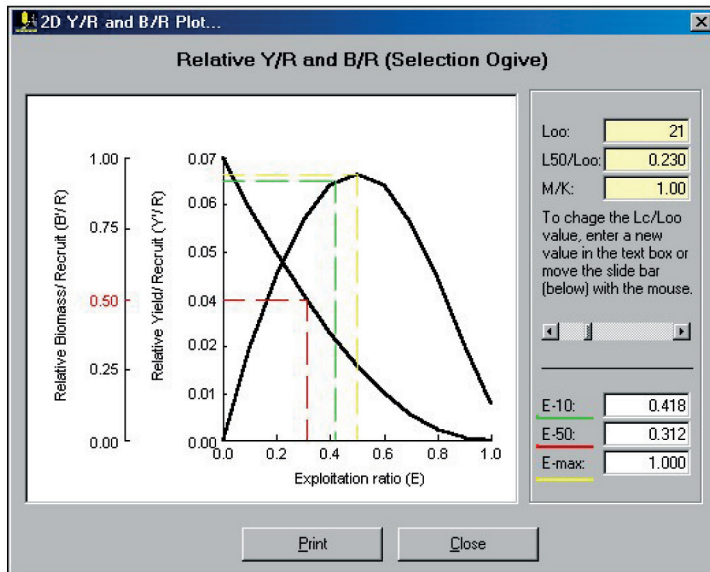 2D Y/R and B/R Plot...
Relative Y/R and B/R (Selection Ogive)
Relative Biomass/ Recruit (B'/ R)
1.00
0.75
0.50
0.25
0.00
Relative Yield/ Recruit (Y'/ R)
0.07
0.06
0.05
0.04
0.02
0.01
0.00
0.0
0.2
0.4
0.6
0.8
1.0
Exploitation ratio (E)
Loo: 21
L50/Loo: 0.230
M/K: 1.00
To chage the Lc/Loo
value, enter a new
value in the text box or
move the slide bar
(below) with the mouse.
E-10: 0.418
E-50: 0.312
E-max: 1.000
Print
Close